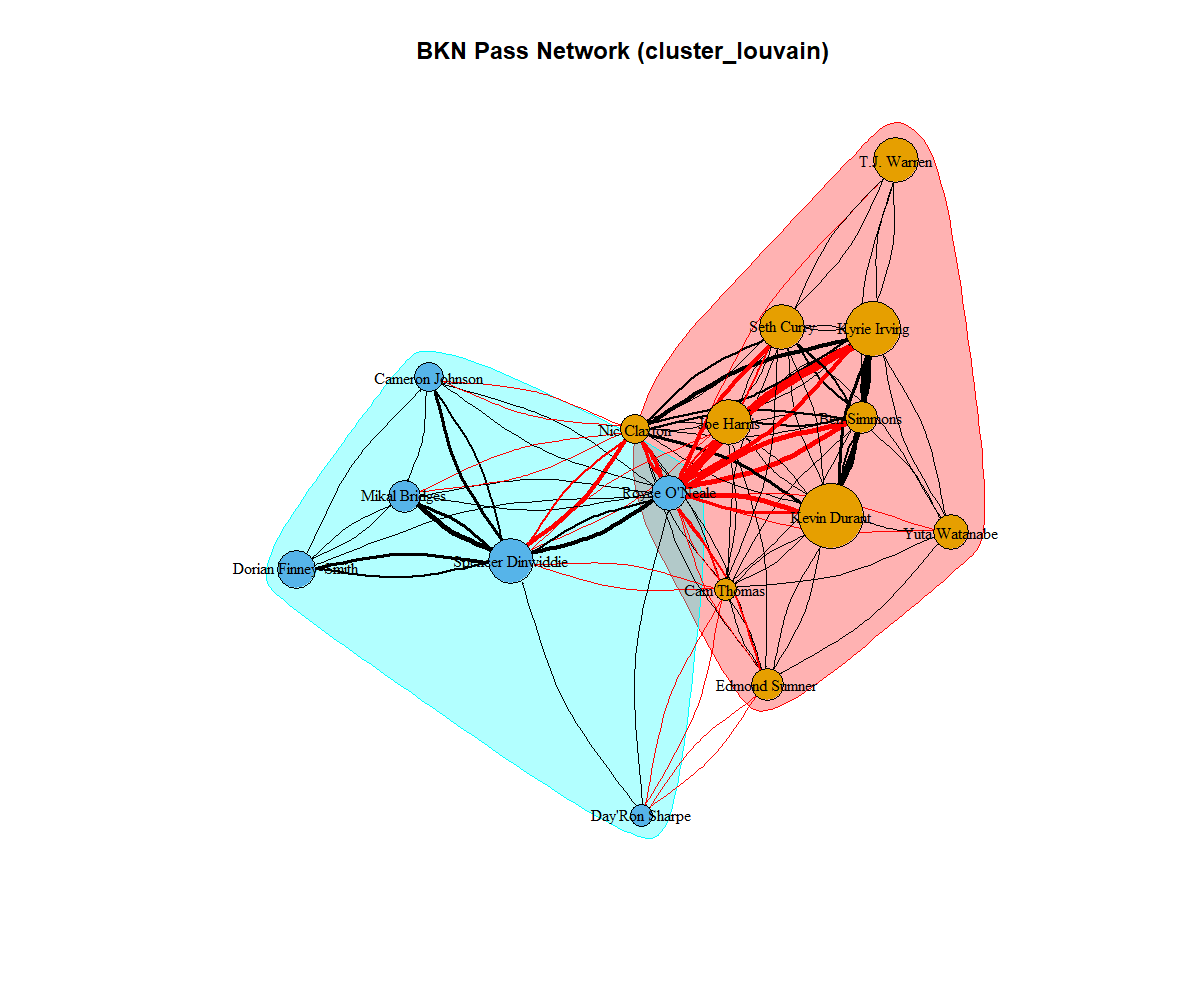 BKN Pass Network (cluster_louvain)
T.J. Warren
Seth Curry
Kyrie Irving
Cameron Johnson
Nic Claxton
Joe Harris
Ben Simmons
Mikal Bridges
Royce O'Neale
Kevin Durant
Yuta Watanabe
Dorian Finney-Smith
Spencer Dinwiddie
Cam Thomas
Edmond Sumner
Day'Ron Sharpe